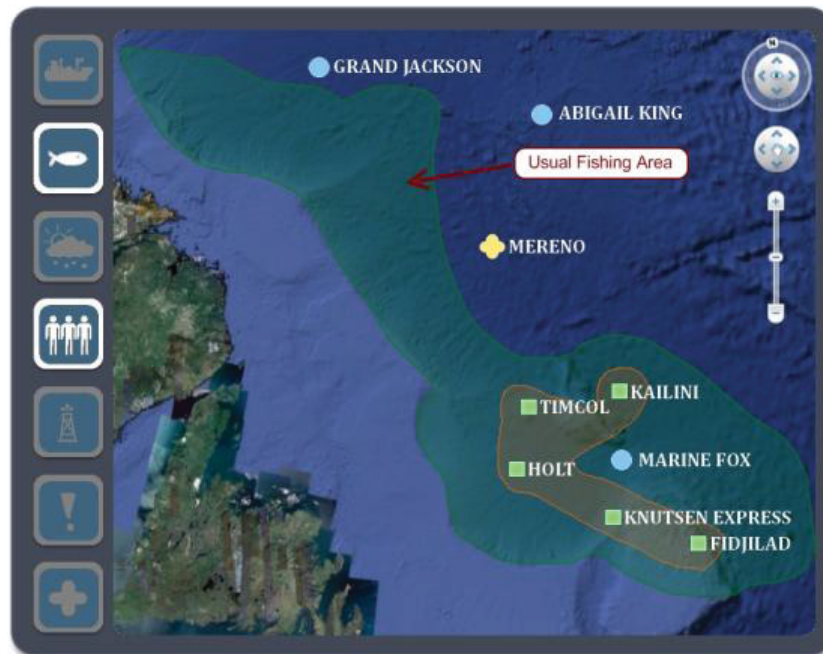 GRAND JACKSON
ABIGAIL KING
Usual Fishing Area
MERENO
KAILINI
TIMCOL
MARINE FOX
HOLT
KNUTSEN EXPRESS
FIDJILAD